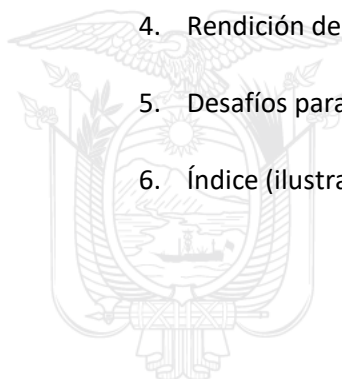 4. Rendición de
5. Desafíos para
6. Índice (ilustra